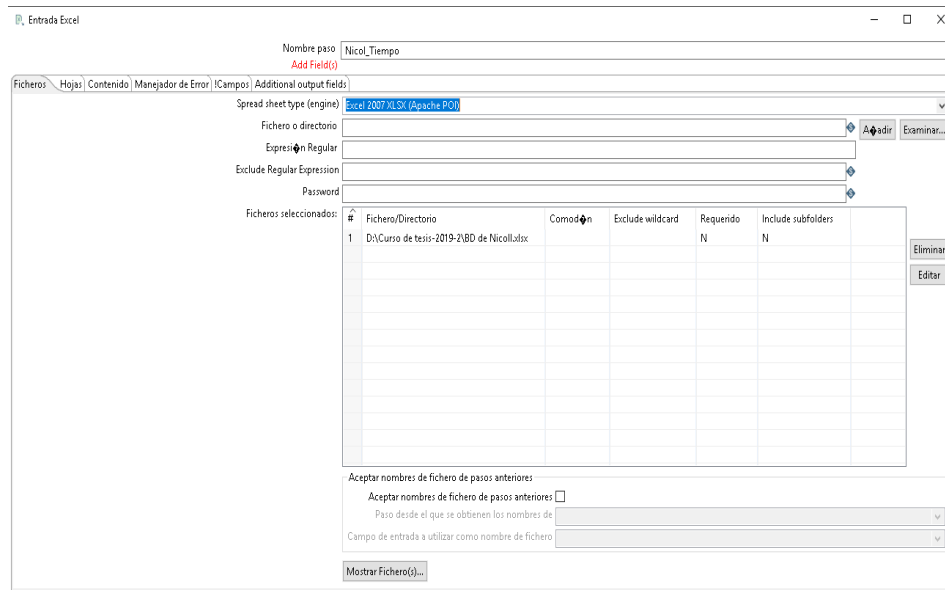 Entrada Excel
Nombre paso Nicol_Tiempo
Add Field(s)
Ficheros Hojas Contenido Manejador de Error !Campos Additional output fields
Spread sheet type (engine) Excel 2007 XLSX (Apache POI)
Fichero o directorio A�adir Examinar...
Expresi�n Regular
Exclude Regular Expression
Password
Ficheros seleccionados: # Fichero/Directorio Comod�n Exclude wildcard Requerido Include subfolders
1 D:\Curso de tesis-2019-2\BD de Nicoll.xlsx N N
Eliminar
Editar
Aceptar nombres de fichero de pasos anteriores
Aceptar nombres de fichero de pasos anteriores
Paso desde el que se obtienen los nombres de
Campo de entrada a utilizar como nombre de fichero
Mostrar Fichero(s)...